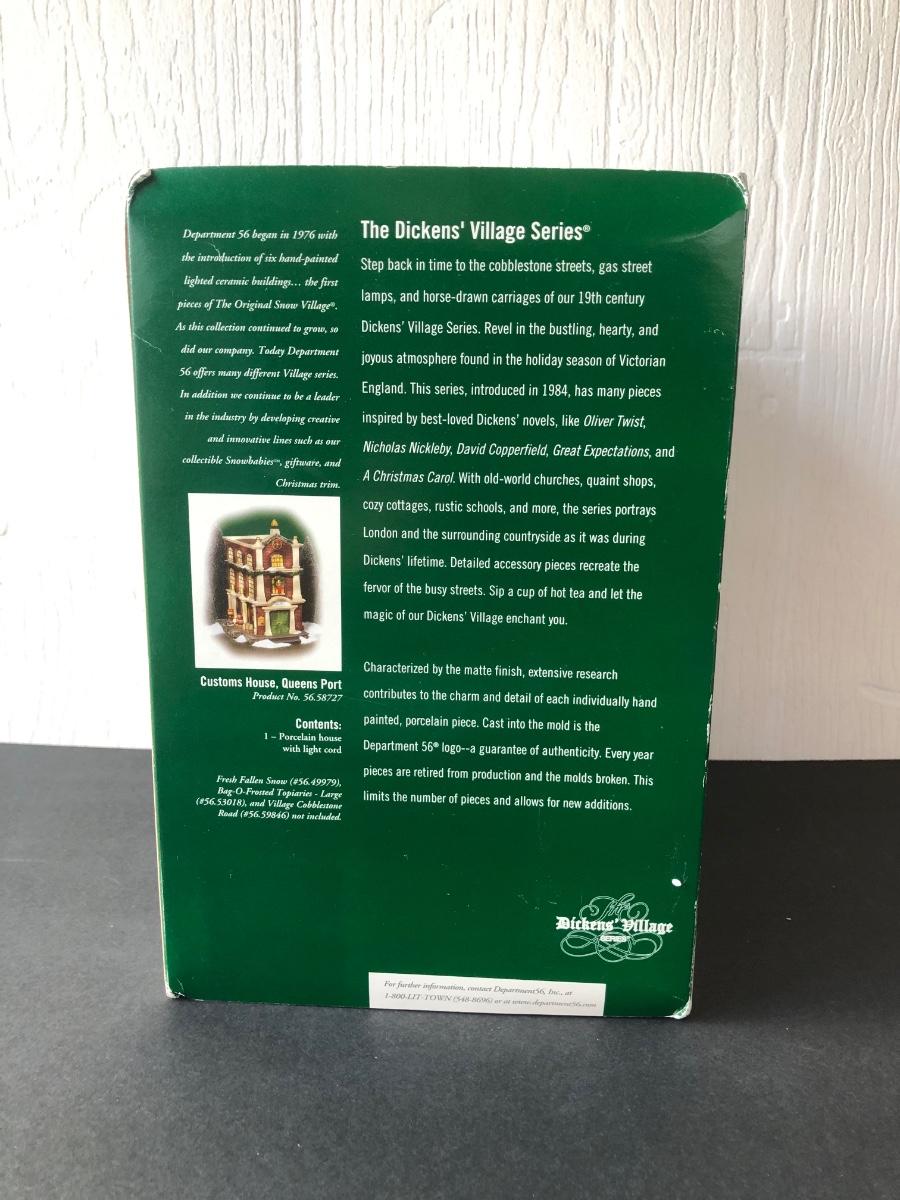 Department 56 began in 1976 with
the introduction of six hand-painted
lighted ceramic buildings... the first
pieces of The Original Snow Village®.
As this collection continued to grow, so
did our company. Today Department
56 offers many different Village series.
In addition we continue to be a leader
in the industry by developing creative
and innovative lines such as our
collectible Snowbabies℠, giftware, and
Christmas trim.
Customs House, Queens Port
Product No. 56.58727
Contents:
1 – Porcelain house
with light cord
Fresh Fallen Snow (#56.49979),
Bag-O-Frosted Topiaries - Large
(#56.53018), and Village Cobblestone
Road (#56.59846) not included.
The Dickens' Village Series®
Step back in time to the cobblestone streets, gas street
lamps, and horse-drawn carriages of our 19th century
Dickens' Village Series. Revel in the bustling, hearty, and
joyous atmosphere found in the holiday season of Victorian
England. This series, introduced in 1984, has many pieces
inspired by best-loved Dickens' novels, like Oliver Twist,
Nicholas Nickleby, David Copperfield, Great Expectations, and
A Christmas Carol. With old-world churches, quaint shops,
cozy cottages, rustic schools, and more, the series portrays
London and the surrounding countryside as it was during
Dickens' lifetime. Detailed accessory pieces recreate the
fervor of the busy streets. Sip a cup of hot tea and let the
magic of our Dickens' Village enchant you.
Characterized by the matte finish, extensive research
contributes to the charm and detail of each individually hand
painted, porcelain piece. Cast into the mold is the
Department 56® logo--a guarantee of authenticity. Every year
pieces are retired from production and the molds broken. This
limits the number of pieces and allows for new additions.
The
Dickens' Village
SERIES®
For further information, contact Department56, Inc., at
1-800-LIT-TOWN (548-8696) or at www.department56.com